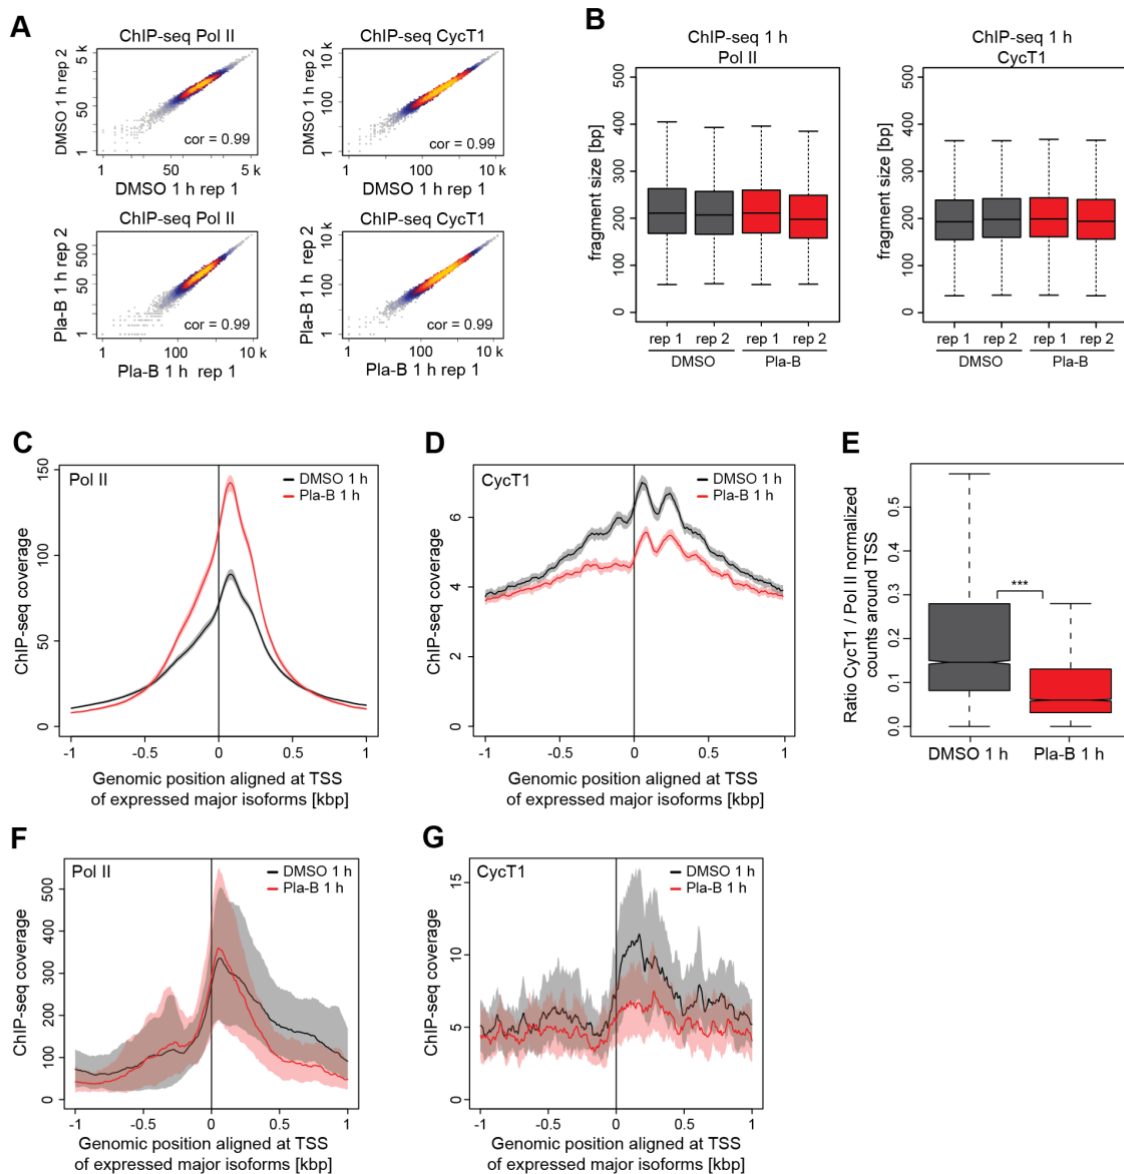 A
ChIP-seq Pol II
DMSO 1 h rep 2
5 k
50
1
cor = 0.99
1
50
5 k
DMSO 1 h rep 1
ChIP-seq CycT1
DMSO 1 h rep 2
10 k
100
1
cor = 0.99
1
100
10 k
DMSO 1 h rep 1
ChIP-seq Pol II
Pla-B 1 h rep 2
500
50
1
cor = 0.99
1
100
10 k
Pla-B 1 h rep 1
ChIP-seq CycT1
Pla-B 1 h rep 2
10 k
100
1
cor = 0.99
1
100
10 k
Pla-B 1 h rep 1
B
ChIP-seq 1 h
Pol II
fragment size [bp]
500
400
300
200
100
0
rep 1 rep 2 rep 1 rep 2
DMSO Pla-B
ChIP-seq 1 h
CycT1
fragment size [bp]
500
400
300
200
100
0
rep 1 rep 2 rep 1 rep 2
DMSO Pla-B
C
Pol II
DMSO 1 h
Pla-B 1 h
ChIP-seq coverage
150
100
50
0
-1 -0.5 0 0.5 1
Genomic position aligned at TSS
of expressed major isoforms [kbp]
D
CycT1
DMSO 1 h
Pla-B 1 h
ChIP-seq coverage
6
4
2
0
-1 -0.5 0 0.5 1
Genomic position aligned at TSS
of expressed major isoforms [kbp]
E
Ratio CycT1 / Pol II normalized
counts around TSS
0.5
0.4
0.3
0.2
0.1
0.0
***
DMSO 1 h Pla-B 1 h
F
Pol II
DMSO 1 h
Pla-B 1 h
ChIP-seq coverage
500
400
300
200
100
0
-1 -0.5 0 0.5 1
Genomic position aligned at TSS
of expressed major isoforms [kbp]
G
CycT1
DMSO 1 h
Pla-B 1 h
ChIP-seq coverage
15
10
5
0
-1 -0.5 0 0.5 1
Genomic position aligned at TSS
of expressed major isoforms [kbp]